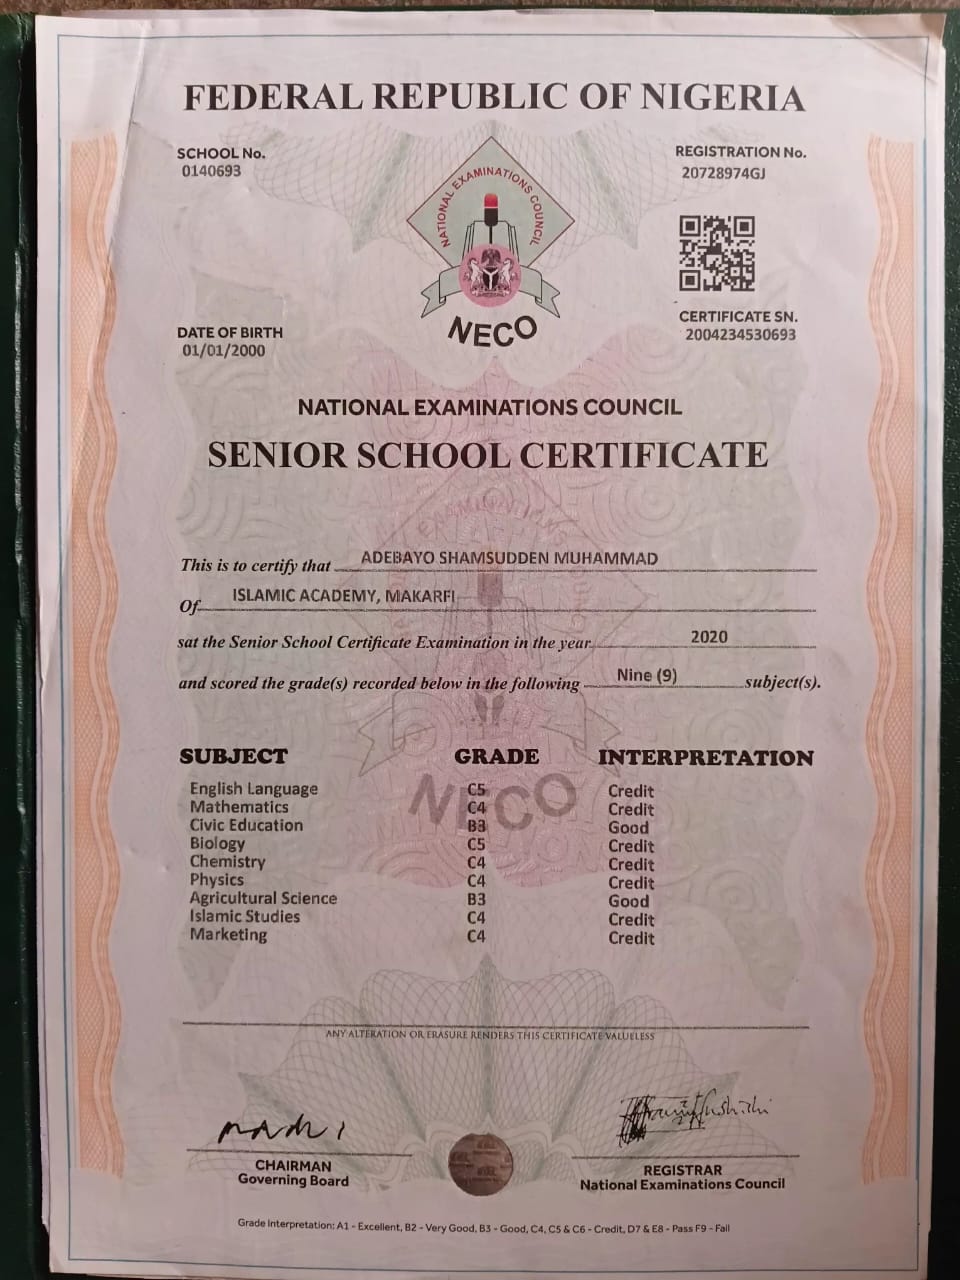 FEDERAL REPUBLIC OF NIGERIA
SCHOOL No.
0140693
REGISTRATION No.
20728974GJ
NATIONAL EXAMINATIONS COUNCIL
NECO
CERTIFICATE SN.
2004234530693
DATE OF BIRTH
01/01/2000
NATIONAL EXAMINATIONS COUNCIL
SENIOR SCHOOL CERTIFICATE
This is to certify that ADEBAYO SHAMSUDDEN MUHAMMAD
Of ISLAMIC ACADEMY, MAKARFI
sat the Senior School Certificate Examination in the year 2020
and scored the grade(s) recorded below in the following Nine (9) subject(s).
SUBJECT GRADE INTERPRETATION
English Language C5 Credit
Mathematics C4 Credit
Civic Education B3 Good
Biology C5 Credit
Chemistry C4 Credit
Physics C4 Credit
Agricultural Science B3 Good
Islamic Studies C4 Credit
Marketing C4 Credit
NECO
ANY ALTERATION OR ERASURE RENDERS THIS CERTIFICATE VALUELESS
CHAIRMAN
Governing Board
REGISTRAR
National Examinations Council
Grade Interpretation: A1 - Excellent, B2 - Very Good, B3 - Good, C4, C5 & C6 - Credit, D7 & E8 - Pass F9 - Fail